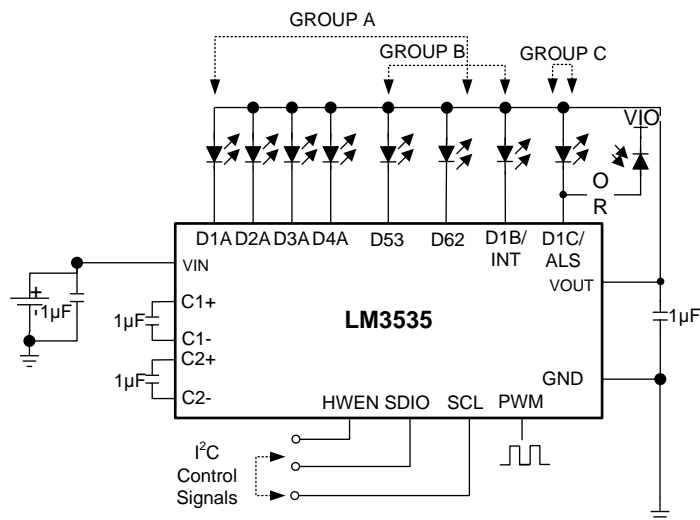 GROUP A
GROUP B
GROUP C
VIO
O
R
D1A D2A D3A D4A D53 D62 D1B/ INT D1C/ ALS
VIN
VOUT
+
-
1µF
C1+
1µF
C1-
LM3535
1µF
C2+
1µF
C2-
GND
HWEN SDIO SCL PWM
I²C
Control
Signals